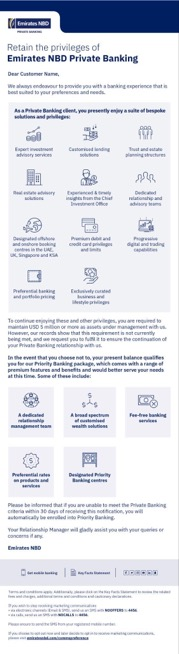 Emirates NBD
PRIVATE BANKING
Retain the privileges of
Emirates NBD Private Banking
Dear Customer Name,
We always endeavour to provide you with a banking experience that is
best suited to your preferences and needs.
As a Private Banking client, you presently enjoy a suite of bespoke
solutions and privileges:
Expert investment
advisory services
Customised lending
solutions
Trust and estate
planning structures
Real estate advisory
solutions
Experienced & timely
insights from the Chief
Investment Office
Dedicated
relationship and
advisory teams
Designated offshore
and onshore banking
centres in the UAE,
UK, Singapore and KSA
Premium debit and
credit card privileges
and limits
Progressive
digital and trading
capabilities
Preferential banking
and portfolio pricing
Exclusively curated
business and
lifestyle privileges
To continue enjoying these and other privileges, you are required to
maintain USD 5 million or more as assets under management with us.
However, our records show that this requirement is not currently
being met, and we request you to fulfil it to ensure the continuation of
your Private Banking relationship with us.
In the event that you choose not to, your present balance qualifies
you for our Priority Banking package, which comes with a range of
premium features and benefits and would better serve your needs
at this time. Some of these include:
A dedicated
relationship
management team
A broad spectrum
of customised
wealth solutions
Fee-free banking
services
Preferential rates
on products and
services
Designated Priority
Banking centres
Please be informed that if you are unable to meet the Private Banking
criteria within 30 days of receiving this notification, you will
automatically be enrolled into Priority Banking.
Your Relationship Manager will gladly assist you with your queries or
concerns if any.
Emirates NBD
Get mobile banking
Key Facts Statement